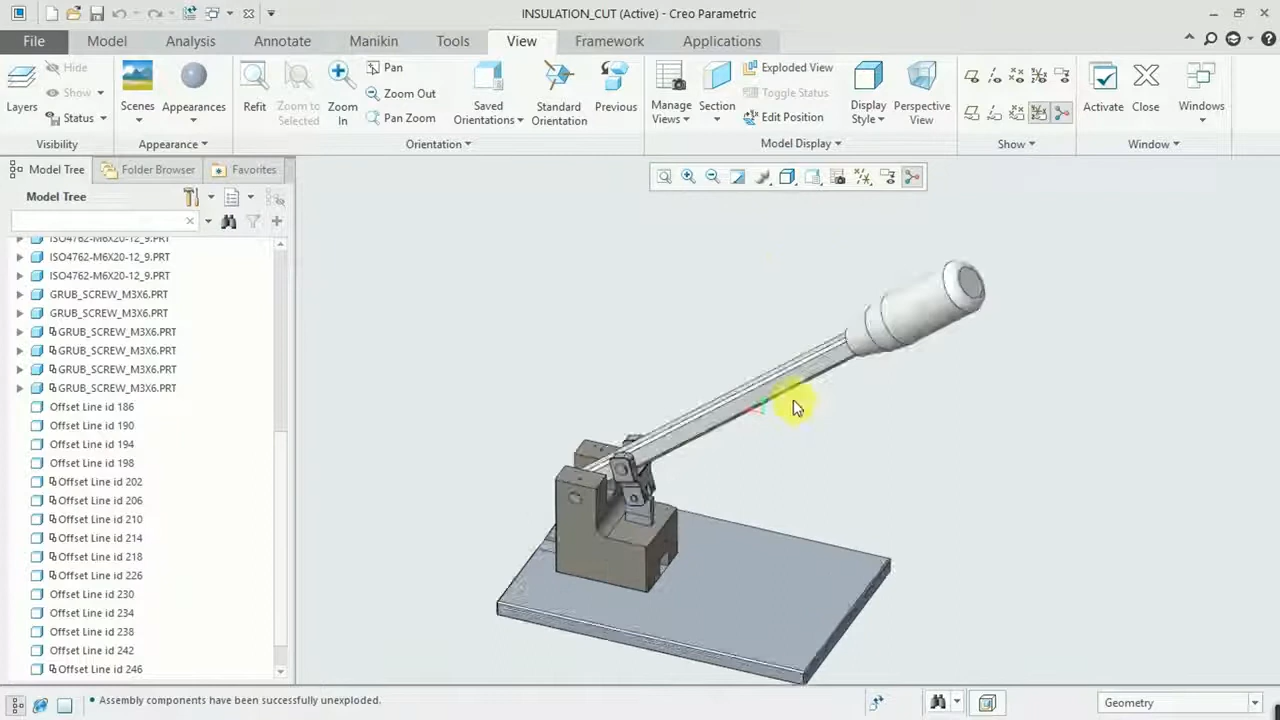 INSULATION_CUT (Active) - Creo Parametric
File Model Analysis Annotate Manikin Tools View Framework Applications
Layers
Hide
Show
Status
Visibility
Scenes
Appearances
Appearance
Refit
Zoom to Selected
Zoom In
Pan
Zoom Out
Pan Zoom
Saved Orientations
Standard Orientation
Previous
Orientation
Manage Views
Section
Exploded View
Toggle Status
Edit Position
Display Style
Perspective View
Model Display
Show
Activate
Close
Windows
Window
Model Tree Folder Browser Favorites
Model Tree
ISO4762-M6X20-12_9.PRT
ISO4762-M6X20-12_9.PRT
ISO4762-M6X20-12_9.PRT
GRUB_SCREW_M3X6.PRT
GRUB_SCREW_M3X6.PRT
GRUB_SCREW_M3X6.PRT
GRUB_SCREW_M3X6.PRT
GRUB_SCREW_M3X6.PRT
GRUB_SCREW_M3X6.PRT
Offset Line id 186
Offset Line id 190
Offset Line id 194
Offset Line id 198
Offset Line id 202
Offset Line id 206
Offset Line id 210
Offset Line id 214
Offset Line id 218
Offset Line id 226
Offset Line id 230
Offset Line id 234
Offset Line id 238
Offset Line id 242
Offset Line id 246
• Assembly components have been successfully unexploded.
Geometry